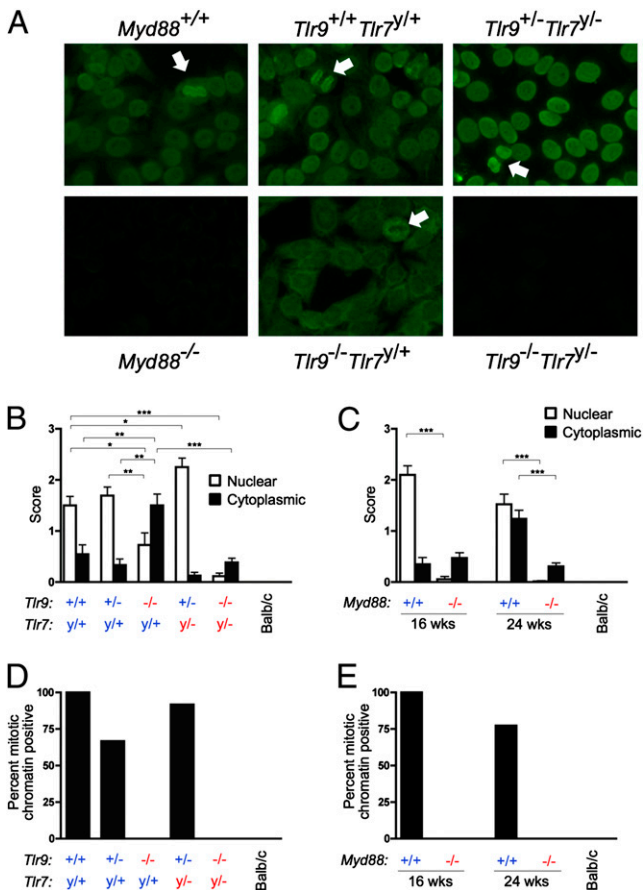 A
Myd88+/+
Tlr9+/+Tlr7y/+
Tlr9+/-Tlr7y/-
Myd88-/-
Tlr9-/-Tlr7y/+
Tlr9-/-Tlr7y/-
B
***
*
**
*
**
**
***
Nuclear
Cytoplasmic
Score
3
2
1
0
Tlr9: +/+ +/- -/- +/- -/-
Tlr7: y/+ y/+ y/+ y/- y/-
Balb/c
C
***
***
***
Nuclear
Cytoplasmic
Score
3
2
1
0
Myd88: +/+ -/- +/+ -/-
16 wks 24 wks
Balb/c
D
Percent mitotic
chromatin positive
100
75
50
25
0
Tlr9: +/+ +/- -/- +/- -/-
Tlr7: y/+ y/+ y/+ y/- y/-
Balb/c
E
Percent mitotic
chromatin positive
100
75
50
25
0
Myd88: +/+ -/- +/+ -/-
16 wks 24 wks
Balb/c